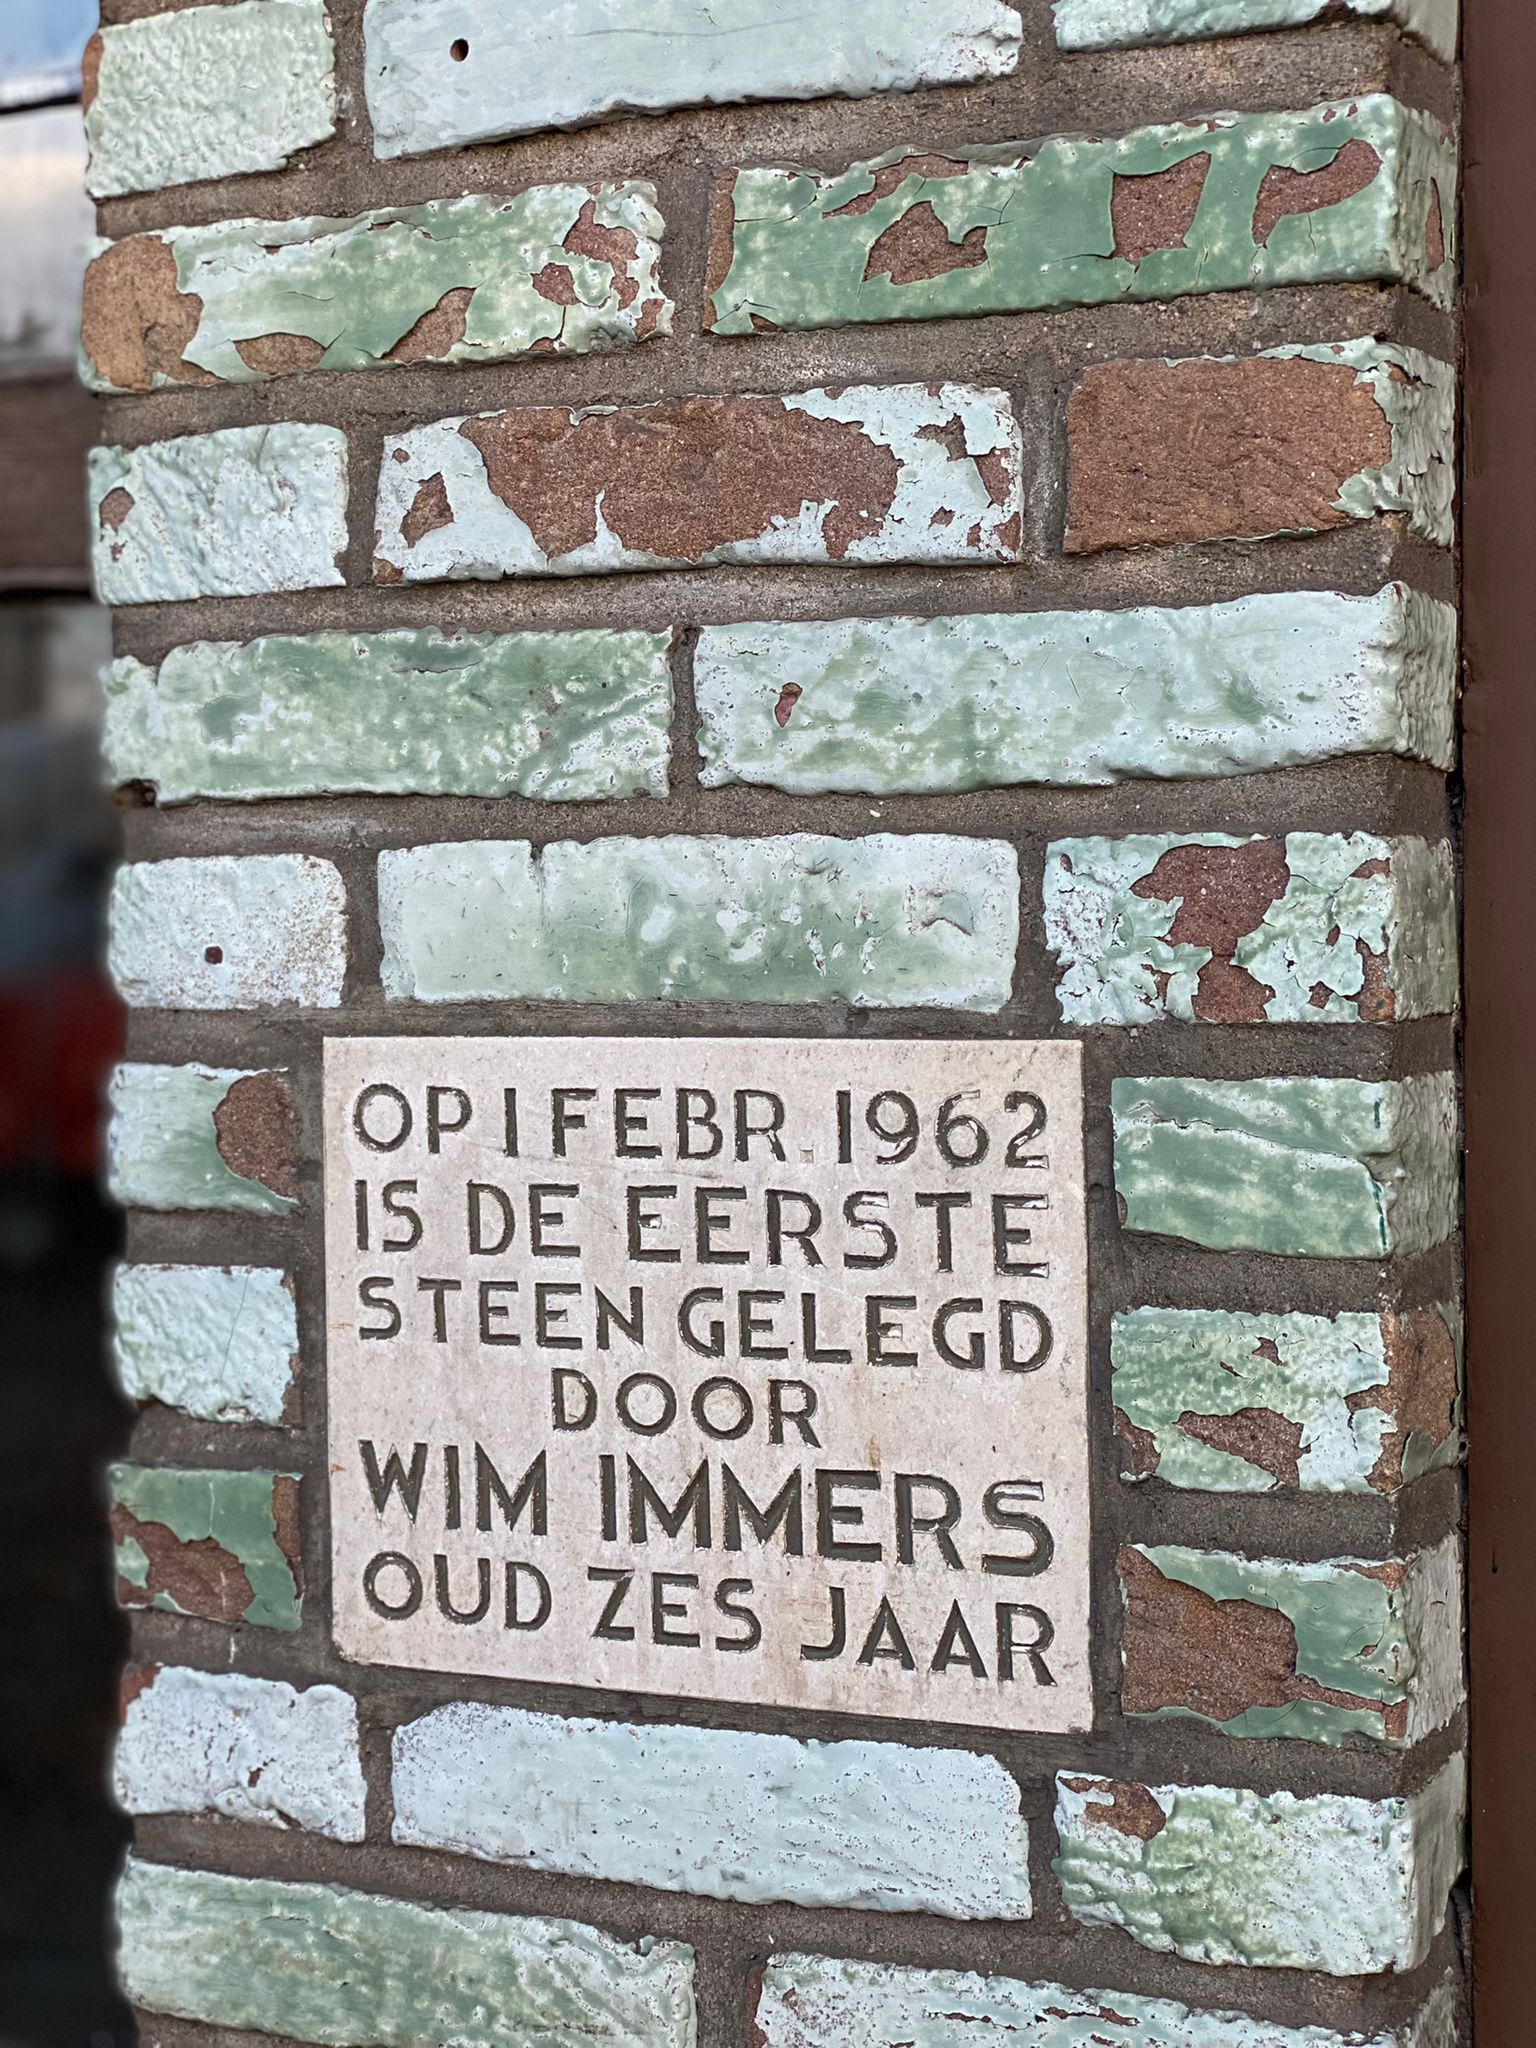 OP 1 FEBR. 1962
IS DE EERSTE
STEEN GELEGD
DOOR
WIM IMMERS
OUD ZES JAAR